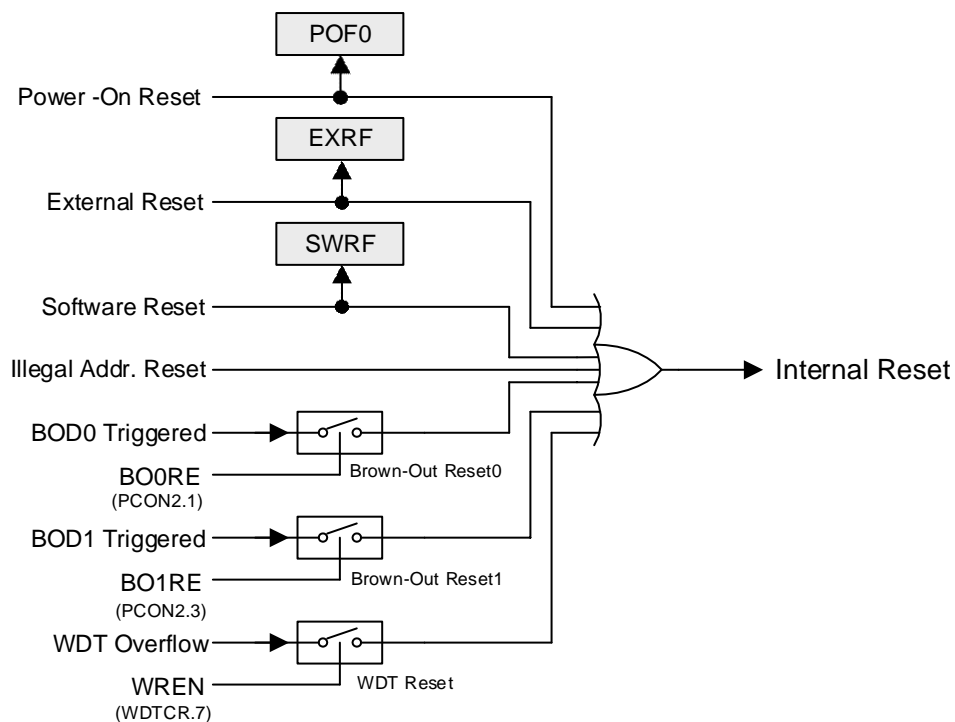 POF0
Power -On Reset
EXRF
External Reset
SWRF
Software Reset
Illegal Addr. Reset
Internal Reset
BOD0 Triggered
BO0RE
Brown-Out Reset0
(PCON2.1)
BOD1 Triggered
BO1RE
Brown-Out Reset1
(PCON2.3)
WDT Overflow
WREN
WDT Reset
(WDTCR.7)